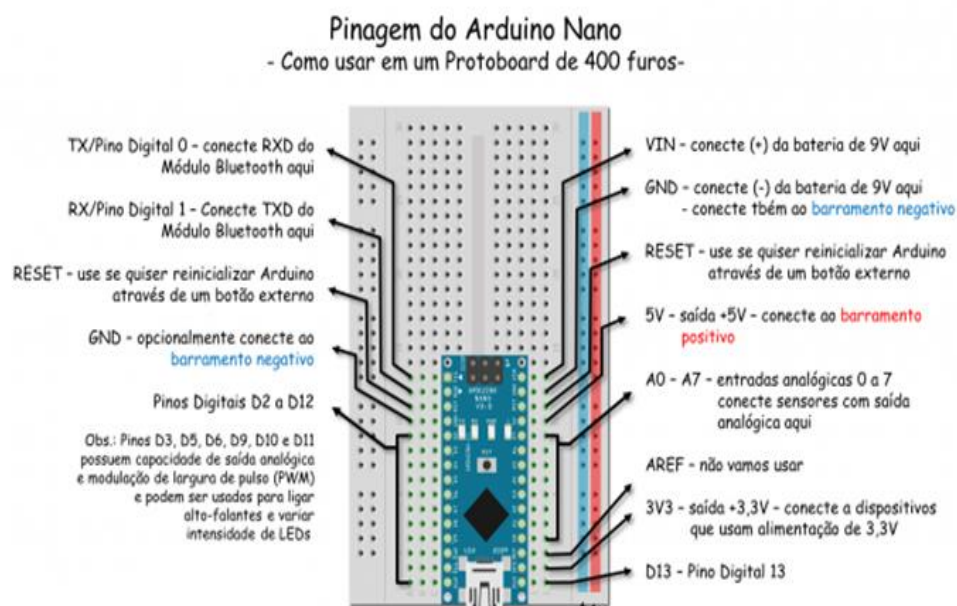 Pinagem do Arduino Nano
- Como usar em um Protoboard de 400 furos-
TX/Pino Digital 0 - conecte RXD do
Módulo Bluetooth aqui
RX/Pino Digital 1 - Conecte TXD do
Módulo Bluetooth aqui
RESET - use se quiser reinicializar Arduino
através de um botão externo
GND - opcionalmente conecte ao
barramento negativo
Pinos Digitais D2 a D12
Obs.: Pinos D3, D5, D6, D9, D10 e D11
possuem capacidade de saída analógica
e modulação de largura de pulso (PWM)
e podem ser usados para ligar
alto-falantes e variar
intensidade de LEDs
VIN - conecte (+) da bateria de 9V aqui
GND - conecte (-) da bateria de 9V aqui
- conecte tbém ao barramento negativo
RESET - use se quiser reinicializar Arduino
através de um botão externo
5V - saída +5V - conecte ao barramento
positivo
A0 - A7 - entradas analógicas 0 a 7
conecte sensores com saída
analógica aqui
AREF - não vamos usar
3V3 - saída +3,3V - conecte a dispositivos
que usam alimentação de 3,3V
D13 - Pino Digital 13
ARDUINO
NANO
V3.0